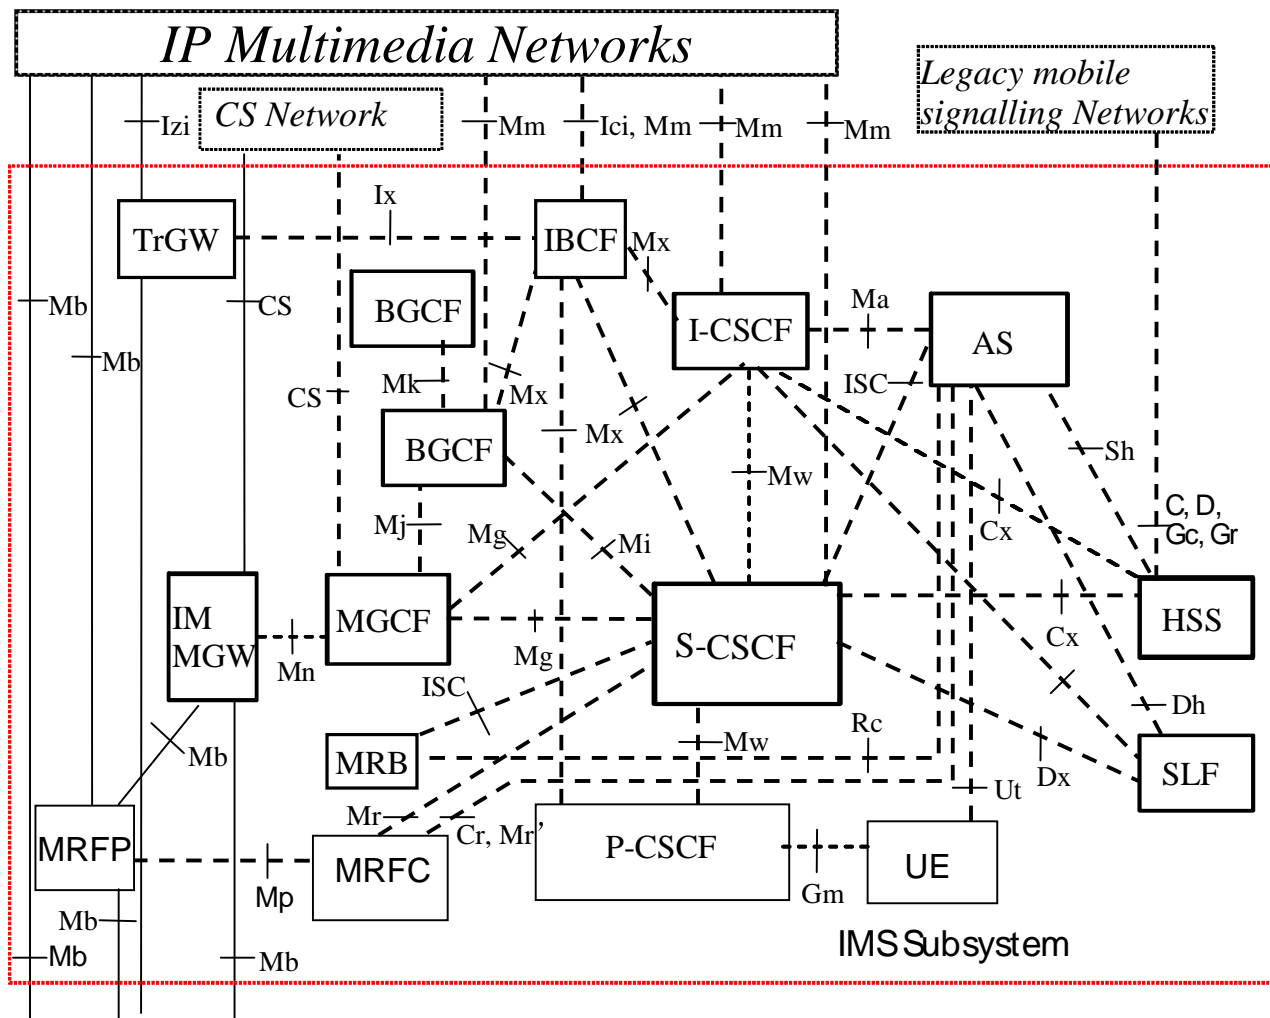 IP Multimedia Networks
Legacy mobile
signalling Networks
CS Network
Izi
Mm
Ici, Mm
Mm
Mm
Ix
TrGW
IBCF
Mx
Mb
CS
BGCF
I-CSCF
Ma
AS
Mb
Mk
Mx
CS
ISC
BGCF
Mx
Sh
Mw
Mj
Mg
Mi
Cx
C, D,
Gc, Gr
IM
MGW
MGCF
S-CSCF
HSS
Mn
Mg
Cx
ISC
Mb
MRB
Mw
Rc
Dh
Dx
SLF
Ut
Mr
Cr, Mr’
MRFP
MRFC
P-CSCF
UE
Mp
Gm
Mb
Mb
Mb
IMS Subsystem